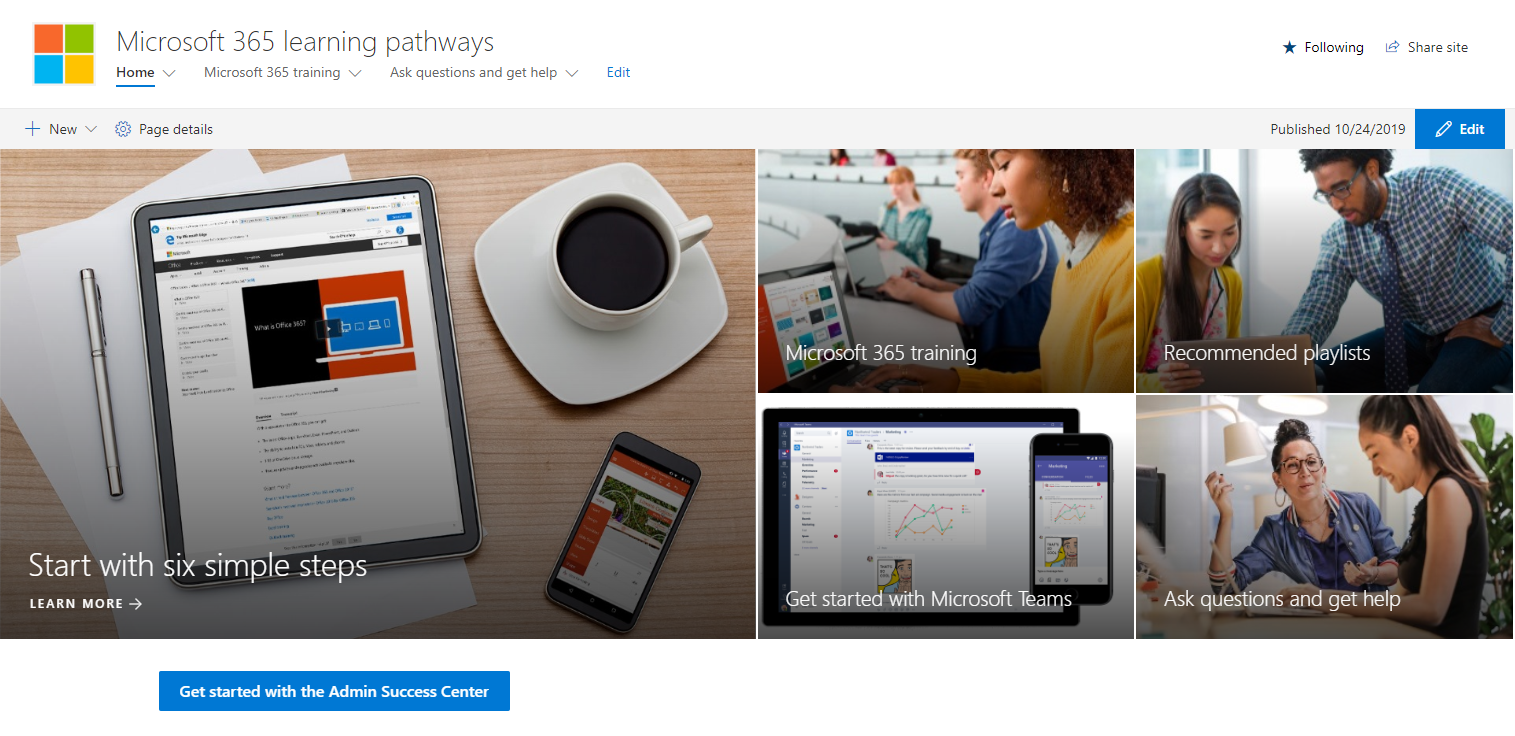 Microsoft 365 learning pathways
Following
Share site
Home
Microsoft 365 training
Ask questions and get help
Edit
New
Page details
Published 10/24/2019
Edit
What is Office 365?
Start with six simple steps
LEARN MORE
Microsoft 365 training
Recommended playlists
Get started with Microsoft Teams
Ask questions and get help
Get started with the Admin Success Center